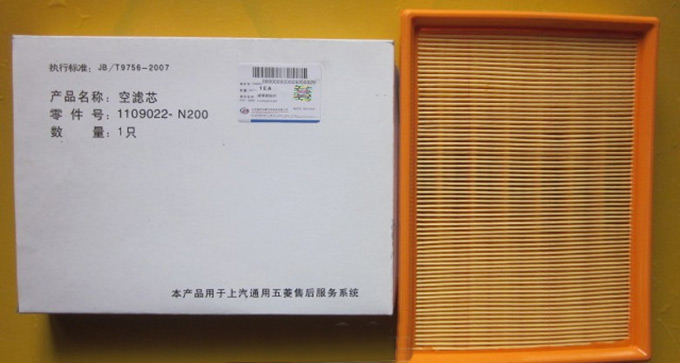 执行标准: JB/T9756-2007
产品名称: 空滤芯
零件号: 1109022- N200
数量: 1只
1EA
本产品用于上汽通用五菱售后服务系统